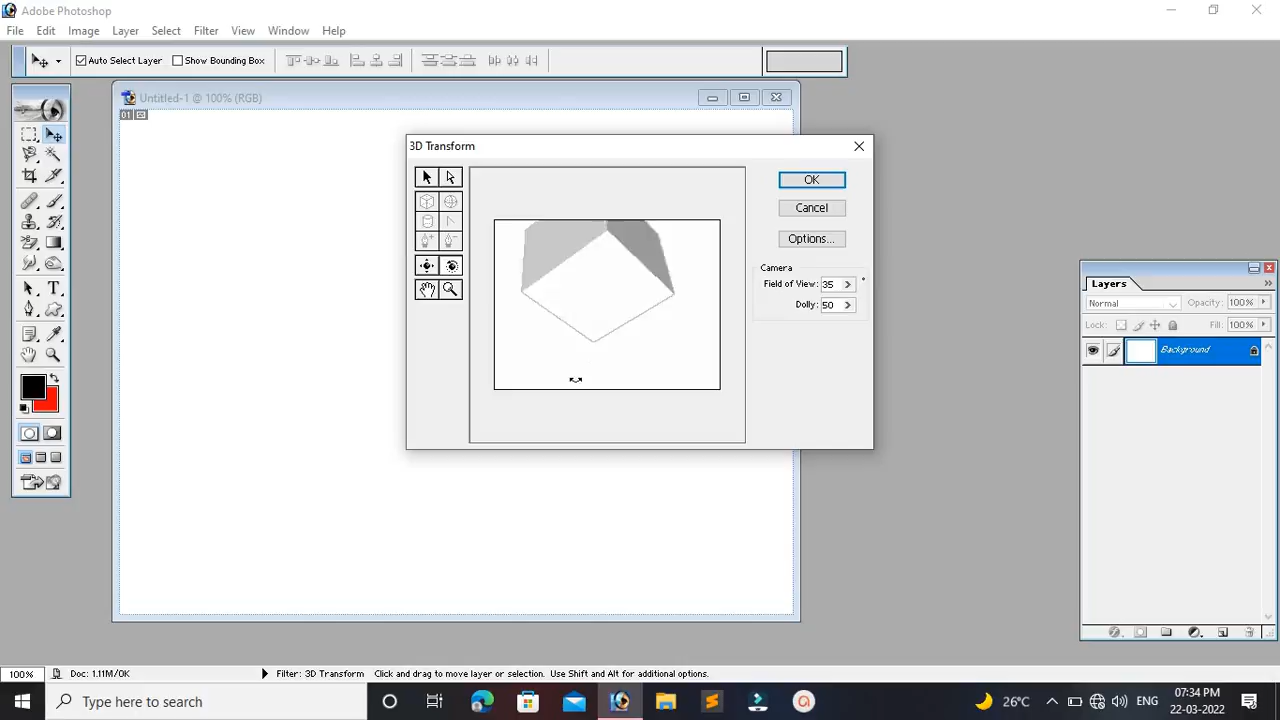 Adobe Photoshop
File Edit Image Layer Select Filter View Window Help
Auto Select Layer Show Bounding Box
Untitled-1 @ 100% (RGB)
01
3D Transform
OK
Cancel
Options...
Camera
Field of View: 35 °
Dolly: 50
Layers
Normal Opacity: 100%
Lock: Fill: 100%
Background
T
100% Doc: 1.11M/0K Filter: 3D Transform Click and drag to move layer or selection. Use Shift and Alt for additional options.
Type here to search
26°C ENG 07:34 PM
22-03-2022